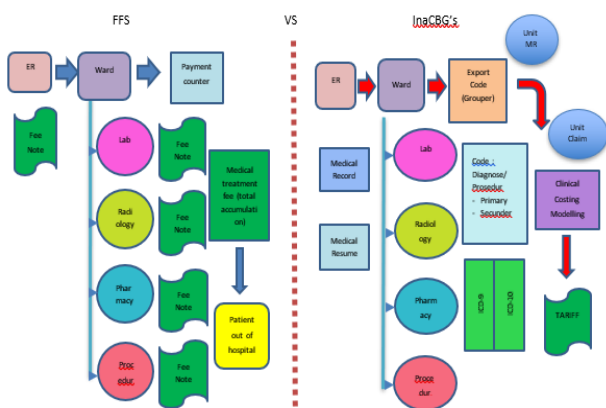 FFS
VS
InaCBG's
ER
Ward
Payment
counter
Fee
Note
Lab
Fee
Note
Radi
ology
Fee
Note
Phar
macy
Fee
Note
Proc
edur
Fee
Note
Medical
treatment
fee (total
accumulati
on)
Patient
out of
hospital
ER
Ward
Export
Code
(Grouper)
Unit
MR
Unit
Claim
Medical
Record
Medical
Resume
Lab
Radiol
ogy
Pharm
acy
Proce
dur
Code :
Diagnose/
Prosedur
- Primary
- Secunder
ICD-9
ICD-10
Clinical
Costing
Modelling
TARIFF